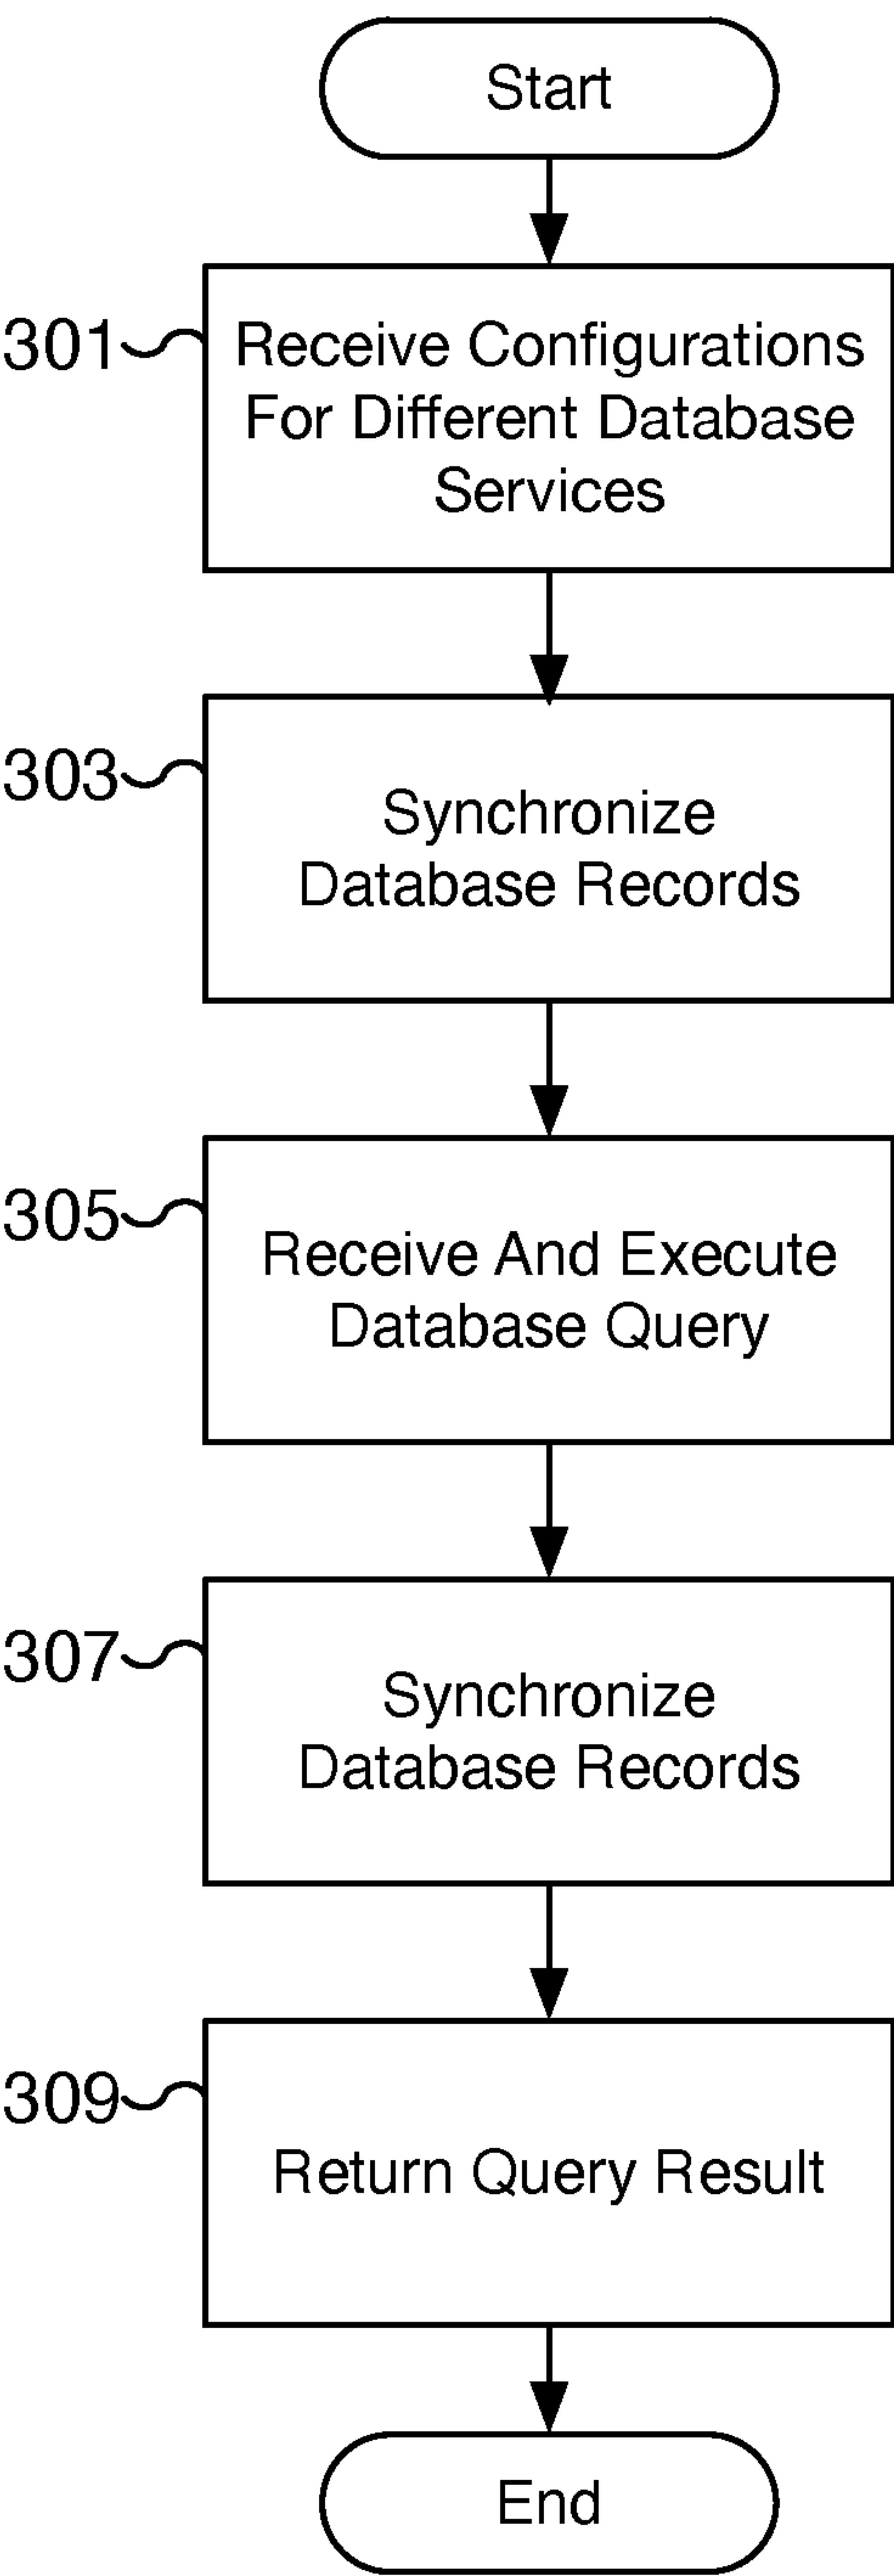 Start
301
Receive Configurations
For Different Database
Services
303
Synchronize
Database Records
305
Receive And Execute
Database Query
307
Synchronize
Database Records
309
Return Query Result
End